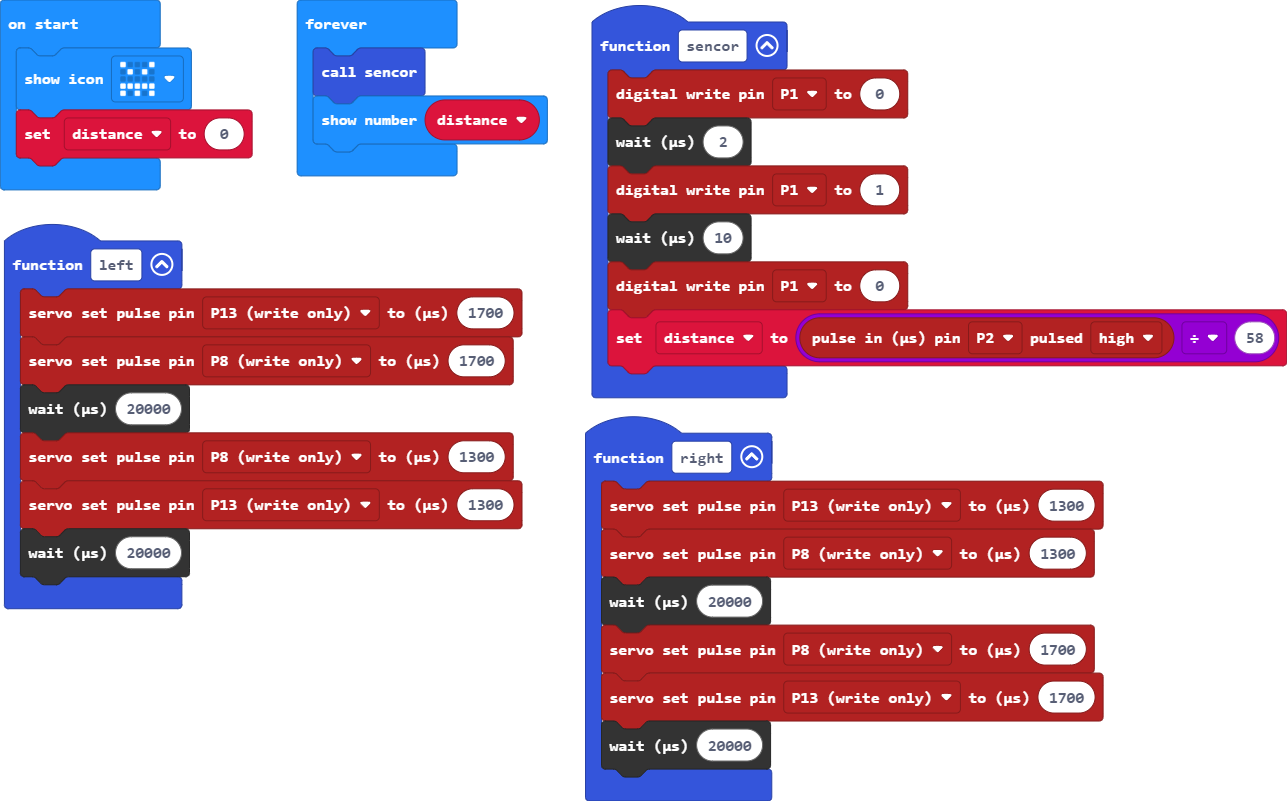 on start
show icon
set distance to 0
forever
call sencor
show number distance
function sencor
digital write pin P1 to 0
wait (µs) 2
digital write pin P1 to 1
wait (µs) 10
digital write pin P1 to 0
set distance to pulse in (µs) pin P2 pulsed high ÷ 58
function left
servo set pulse pin P13 (write only) to (µs) 1700
servo set pulse pin P8 (write only) to (µs) 1700
wait (µs) 20000
servo set pulse pin P8 (write only) to (µs) 1300
servo set pulse pin P13 (write only) to (µs) 1300
wait (µs) 20000
function right
servo set pulse pin P13 (write only) to (µs) 1300
servo set pulse pin P8 (write only) to (µs) 1300
wait (µs) 20000
servo set pulse pin P8 (write only) to (µs) 1700
servo set pulse pin P13 (write only) to (µs) 1700
wait (µs) 20000